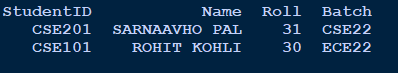 StudentID Name Roll Batch
CSE201 SARNAAVHO PAL 31 CSE22
CSE101 ROHIT KOHLI 30 ECE22